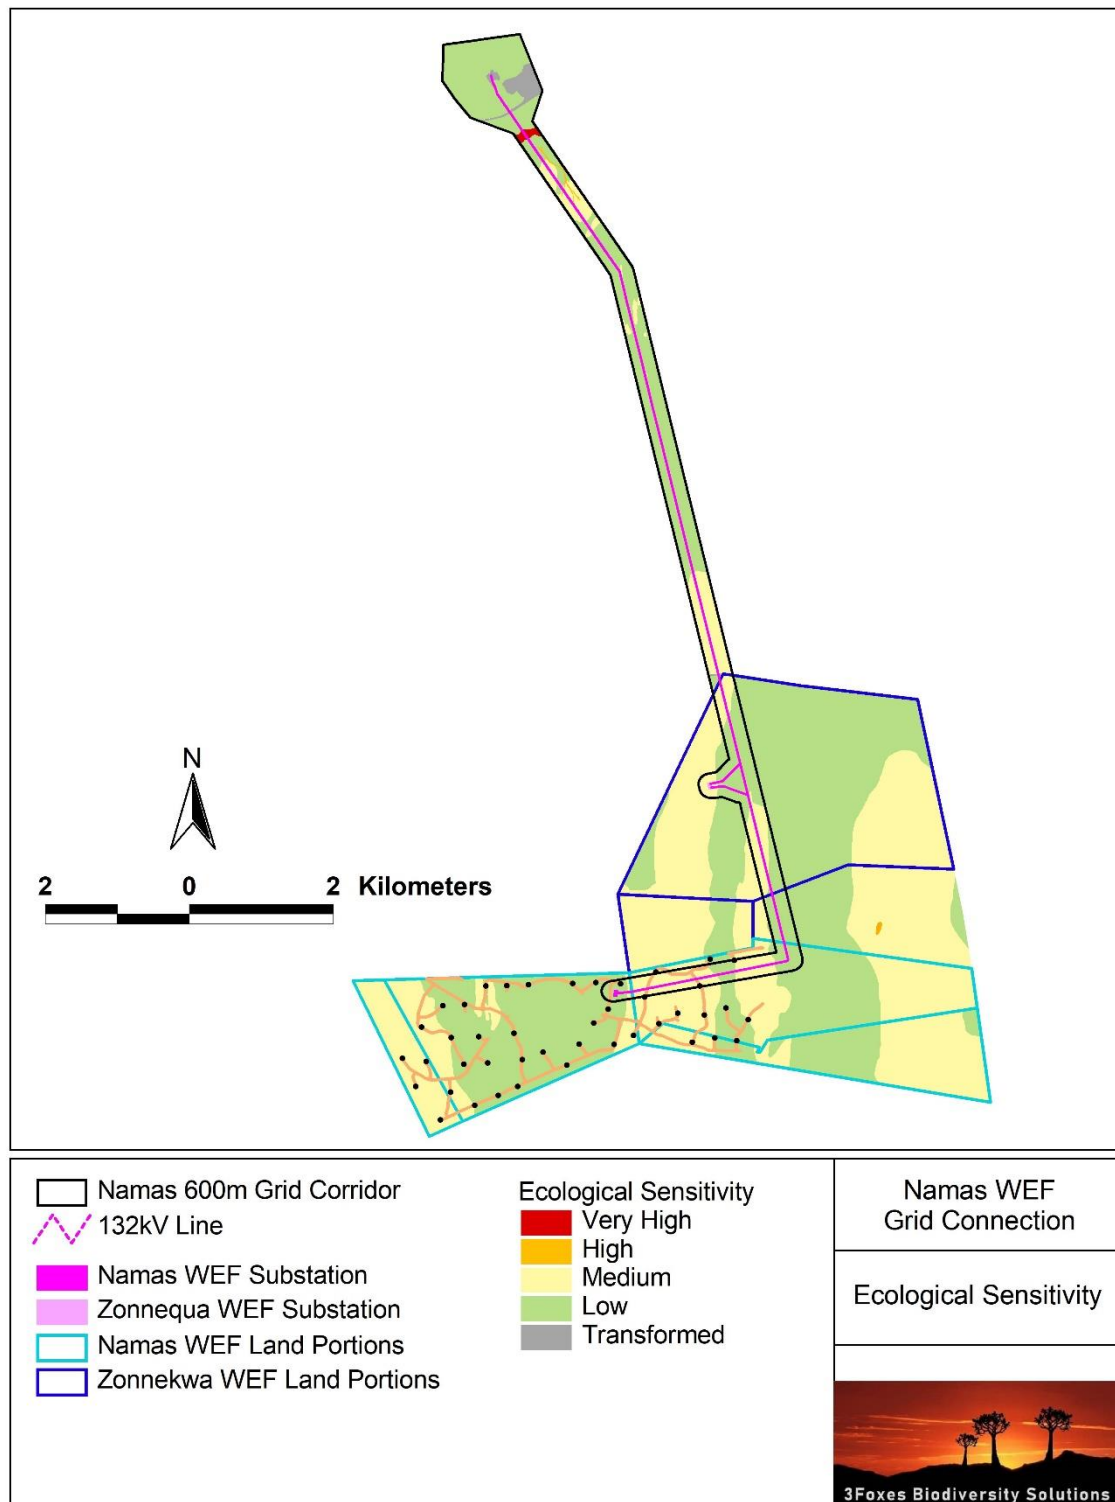 N
2 0 2 Kilometers
Namas 600m Grid Corridor
132kV Line
Namas WEF Substation
Zonnequa WEF Substation
Namas WEF Land Portions
Zonnekwa WEF Land Portions
Ecological Sensitivity
Very High
High
Medium
Low
Transformed
Namas WEF
Grid Connection
Ecological Sensitivity
3Foxes Biodiversity Solutions